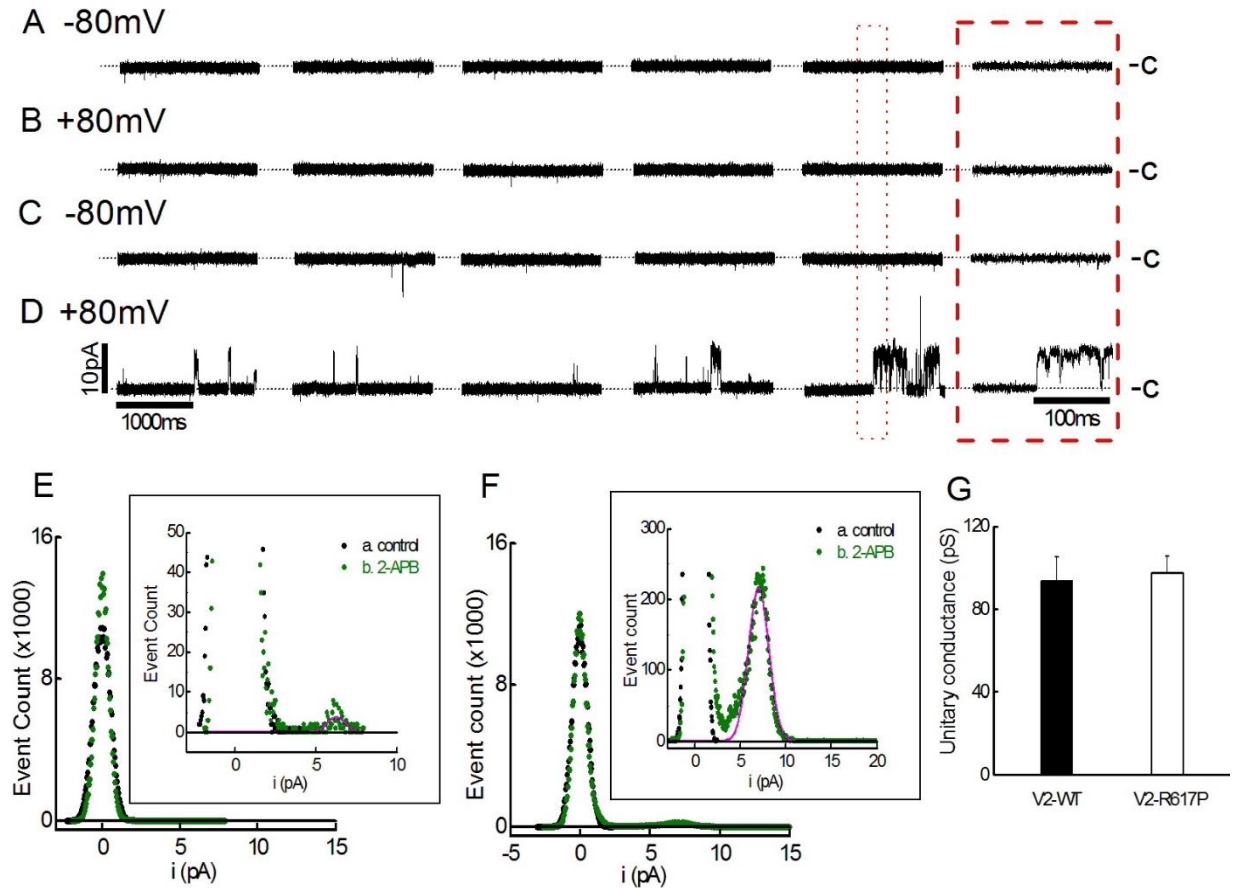 A -80mV
-c
B +80mV
-c
C -80mV
-c
D +80mV
10pA
-c
1000ms
100ms
E
16
8
0
Event Count (x1000)
0 5 10 15
i (pA)
50
40
30
20
10
0
Event Count
a. control
b. 2-APB
0 5 10
i (pA)
F
16
8
0
Event count (x1000)
-5 0 5 10 15
i (pA)
300
200
100
0
Event count
a. control
b. 2-APB
0 5 10 15 20
i (pA)
G
120
80
40
0
Unitary conductance (pS)
V2-WT V2-R617P